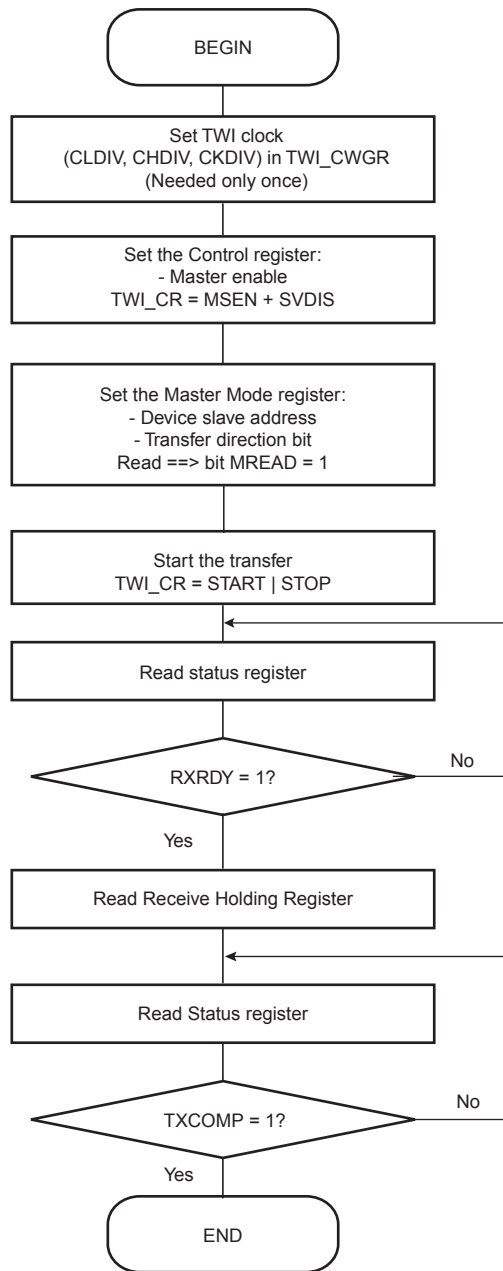 BEGIN
Set TWI clock
(CLDIV, CHDIV, CKDIV) in TWI_CWGR
(Needed only once)
Set the Control register:
- Master enable
TWI_CR = MSEN + SVDIS
Set the Master Mode register:
- Device slave address
- Transfer direction bit
Read ==> bit MREAD = 1
Start the transfer
TWI_CR = START | STOP
Read status register
RXRDY = 1?
No
Yes
Read Receive Holding Register
Read Status register
TXCOMP = 1?
No
Yes
END